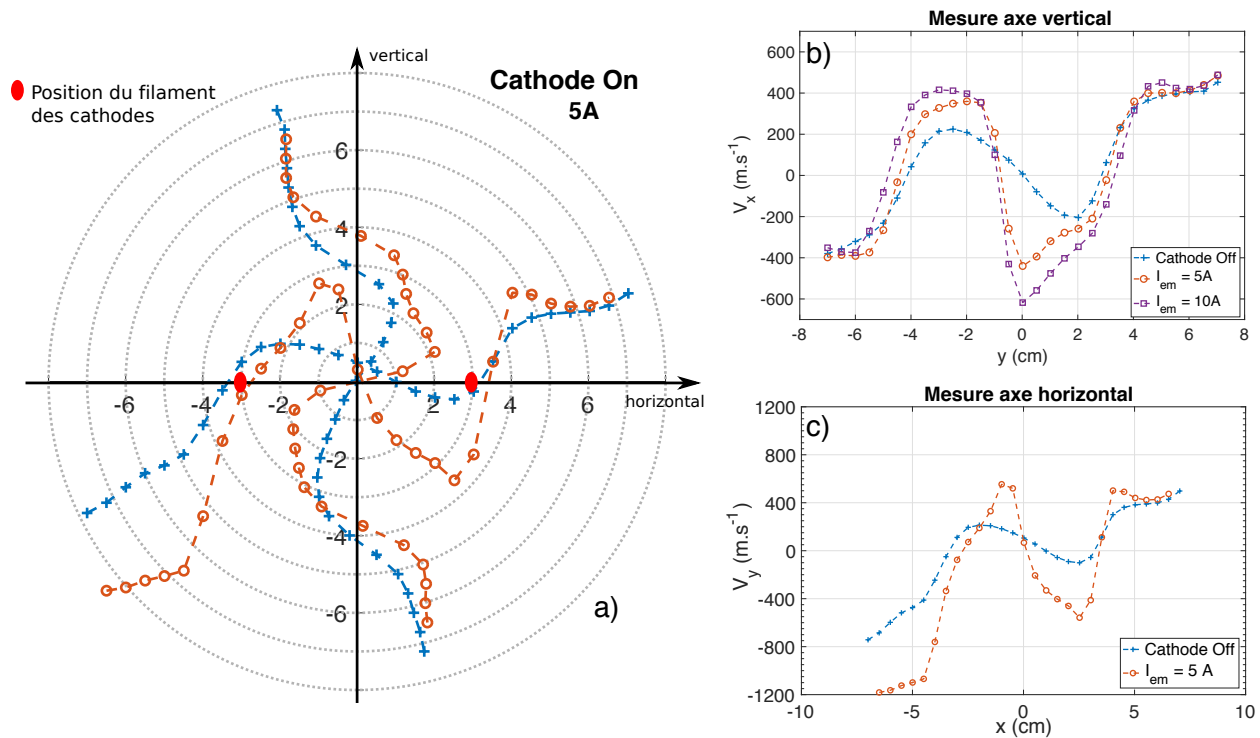 Position du filament
des cathodes
vertical
Cathode On
5A
6
4
2
-6
-4
-2
2
4
6
horizontal
-2
-4
-6
a)
Mesure axe vertical
b)
600
400
200
0
-200
-400
-600
V_x (m.s^-1)
Cathode Off
I_em = 5A
I_em = 10A
-8
-6
-4
-2
0
2
4
6
8
y (cm)
Mesure axe horizontal
c)
1200
800
400
0
-400
-800
-1200
V_y (m.s^-1)
Cathode Off
I_em = 5 A
-10
-5
0
5
10
x (cm)